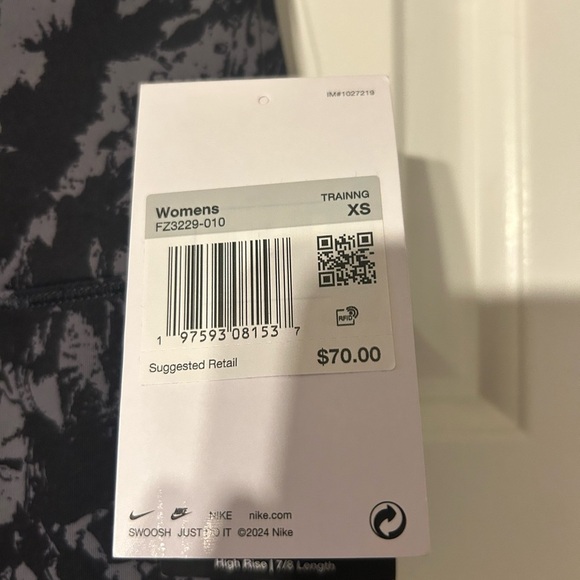 IM#1027219
Womens TRAINNG
FZ3229-010 XS
RFID
1 97593 08153 7
Suggested Retail $70.00
NIKE nike.com
SWOOSH JUST DO IT ©2024 Nike
High Rise | 7/8 Length